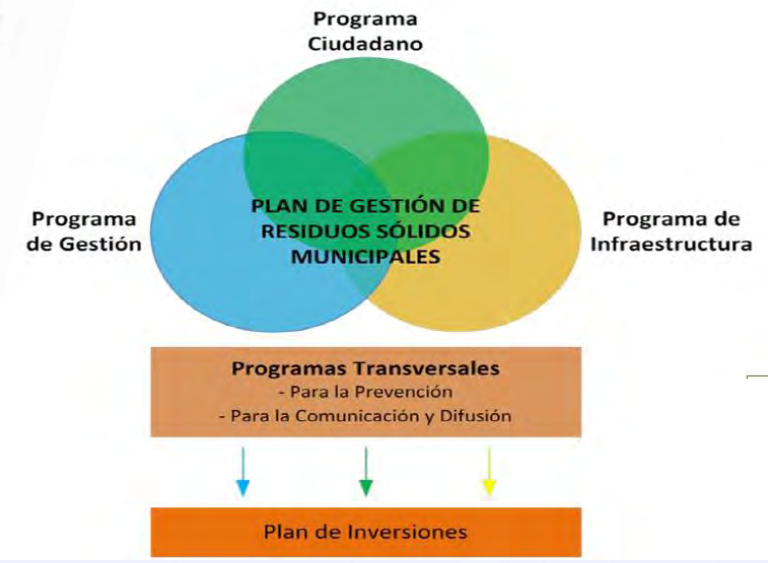 Programa
Ciudadano
Programa
de Gestión
PLAN DE GESTIÓN DE
RESIDUOS SÓLIDOS
MUNICIPALES
Programa de
Infraestructura
Programas Transversales
- Para la Prevención
- Para la Comunicación y Difusión
Plan de Inversiones